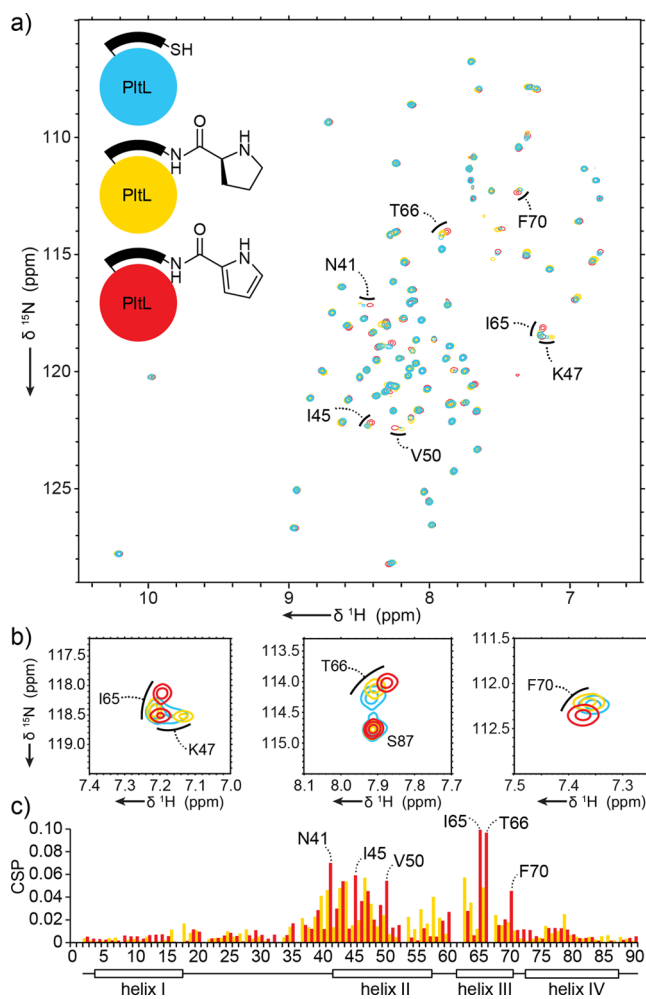 a)
SH
PltL
O
H
N
N
H
PltL
O
H
N
N
H
PltL
T66
F70
N41
I65
K47
I45
V50
110
115
120
125
δ ¹⁵N (ppm)
10
9
8
7
δ ¹H (ppm)
b)
117.2
117.6
118.1
118.5
119.0
I65
K47
7.4 7.3 7.2 7.1 7.0
δ ¹H (ppm)
δ ¹⁵N (ppm)
113.3
114.0
114.7
115.0
T66
S87
8.1 8.0 7.9 7.8 7.7
δ ¹H (ppm)
111.5
112.0
112.5
F70
7.5 7.4 7.3
δ ¹H (ppm)
c)
CSP
0.10
0.08
0.06
0.04
0.02
0
N41
I45
V50
I65
T66
F70
0 5 10 15 20 25 30 35 40 45 50 55 60 65 70 75 80 85 90
helix I
helix II
helix III
helix IV